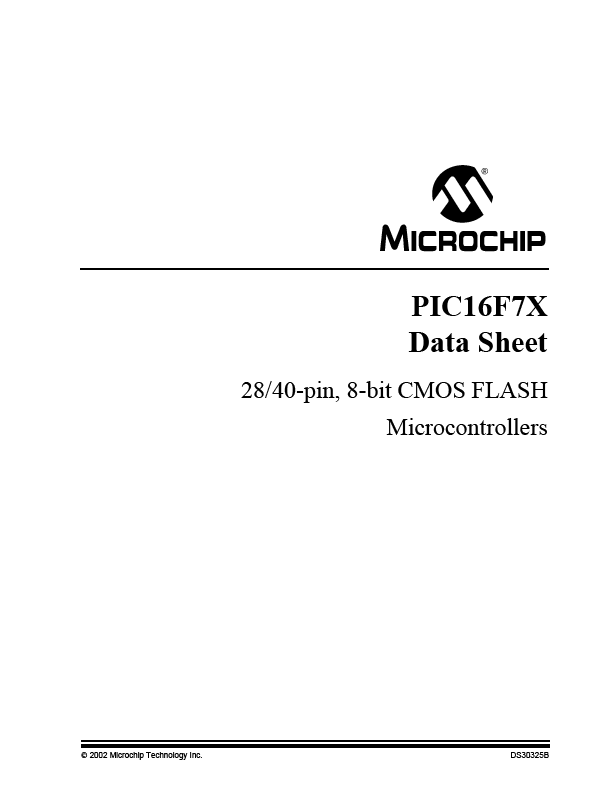 ®
MICROCHIP
PIC16F7X
Data Sheet
28/40-pin, 8-bit CMOS FLASH
Microcontrollers
© 2002 Microchip Technology Inc. DS30325B